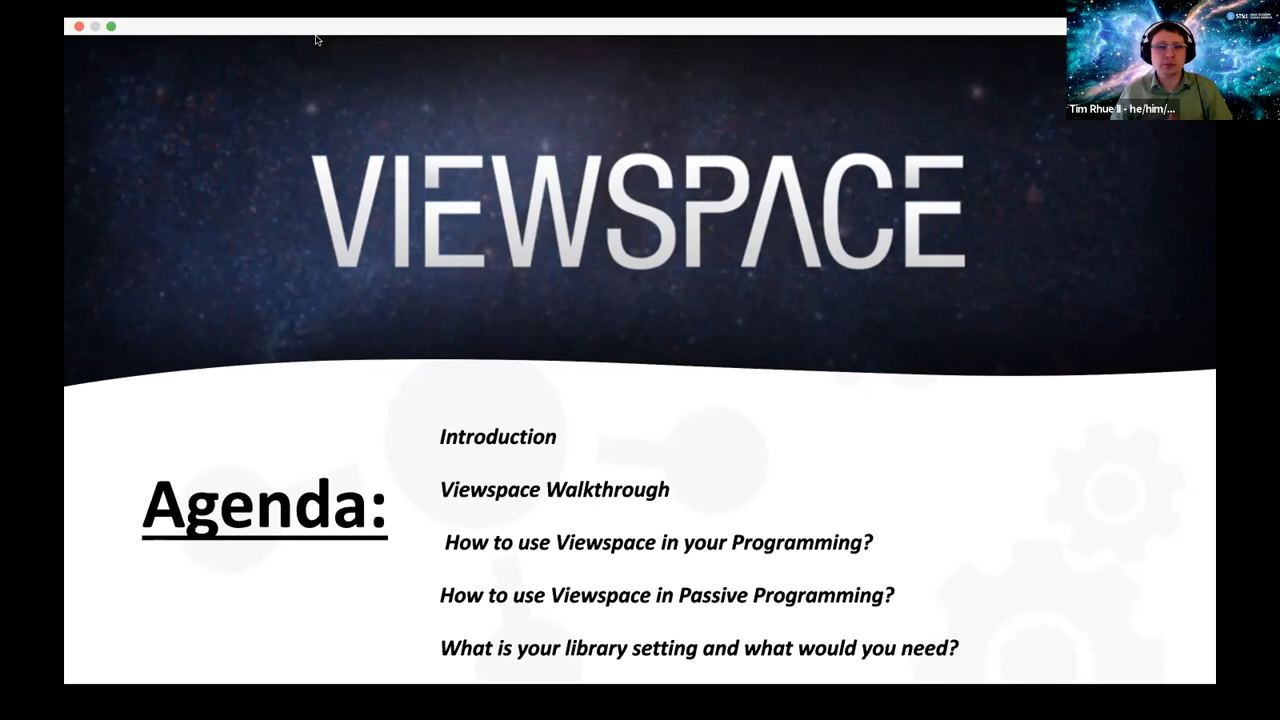 VIEWSPACE
STScI
Tim Rhue II - he/him/...
Agenda:
Introduction
Viewspace Walkthrough
How to use Viewspace in your Programming?
How to use Viewspace in Passive Programming?
What is your library setting and what would you need?